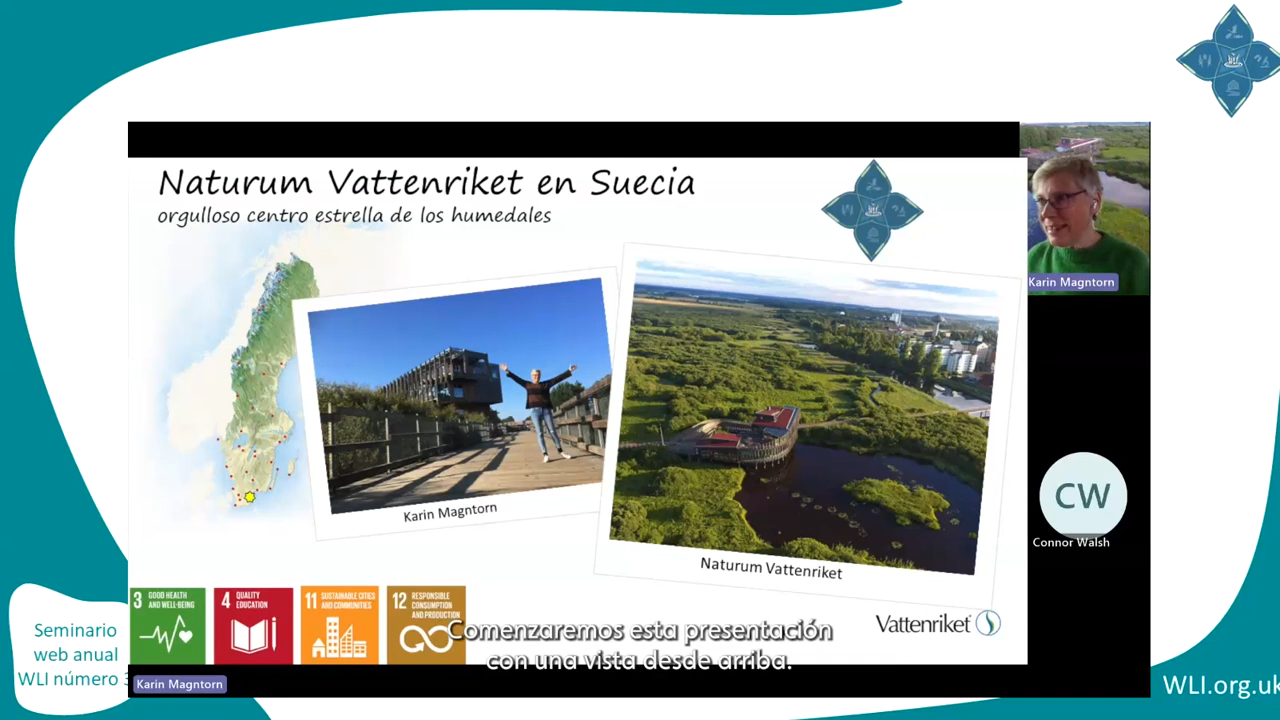 Naturum Vattenriket en Suecia
orgulloso centro estrella de los humedales
Karin Magntorn
Karin Magntorn
Naturum Vattenriket
CW
Connor Walsh
3 GOOD HEALTH
AND WELL-BEING
4 QUALITY
EDUCATION
11 SUSTAINABLE CITIES
AND COMMUNITIES
12 RESPONSIBLE
CONSUMPTION
AND PRODUCTION
Vattenriket
Comenzaremos esta presentación
con una vista desde arriba.
Seminario
web anual
WLI número 3
Karin Magntorn
WLI.org.uk